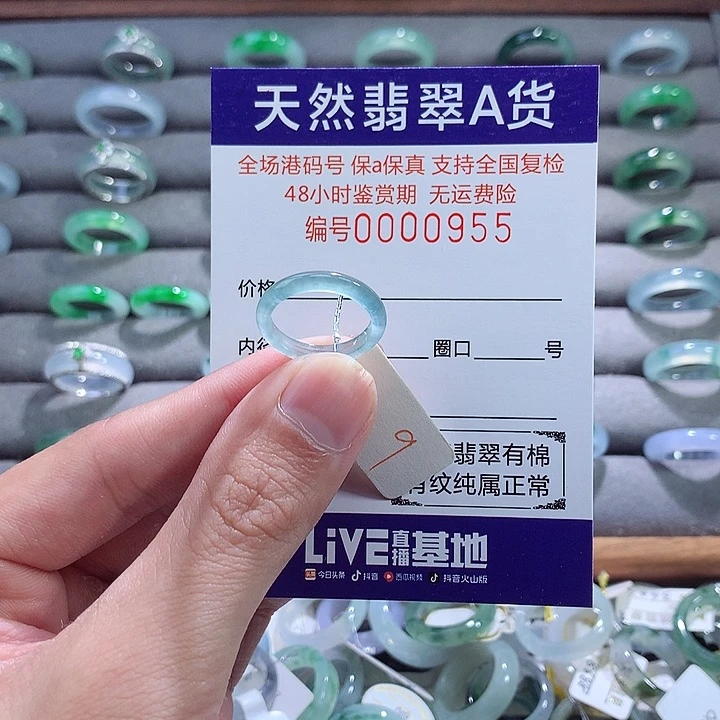 天然翡翠A货
全场港码号 保a保真 支持全国复检
48小时鉴赏期 无运费险
编号0000955
价格
内径 圈口 号
翡翠有棉
有纹纯属正常
LiVE直播基地
今日头条 抖音 西瓜视频 抖音火山版
9